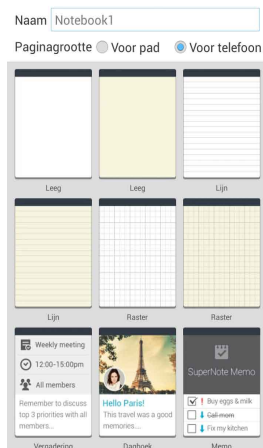 Naam Notebook1
Paginagrootte Voor pad Voor telefoon
Leeg Leeg Lijn
Lijn Raster Raster
Weekly meeting
12:00-15:00pm
All members
Remember to discuss
top 3 priorities with all
members...
Hello Paris!
This travel was a good
memories...
SuperNote Memo
Buy eggs & milk
Call mom
Fix my kitchen
Vergadering Dagboek Memo